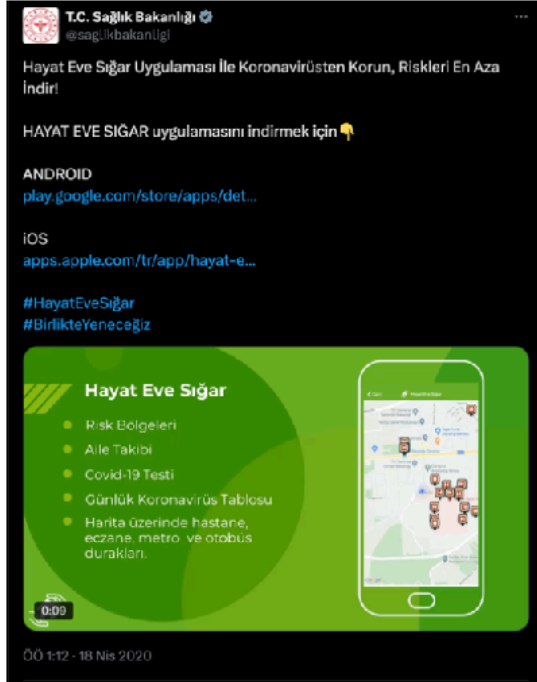 T.C. Sağlık Bakanlığı
@saglikbakanligi
Hayat Eve Sığar Uygulaması İle Koronavirüsten Korun, Riskleri En Aza
İndir!
HAYAT EVE SIĞAR uygulamasını indirmek için👇
ANDROID
play.google.com/store/apps/det...
iOS
apps.apple.com/tr/app/hayat-e...
#HayatEveSığar
#BirlikteYeneceğiz
Hayat Eve Sığar
Risk Bölgeleri
Aile Takibi
Covid-19 Testi
Günlük Koronavirüs Tablosu
Harita üzerinde hastane,
eczane, metro ve otobüs
durakları.
0:09
ÖÖ 1:12 · 18 Nis 2020